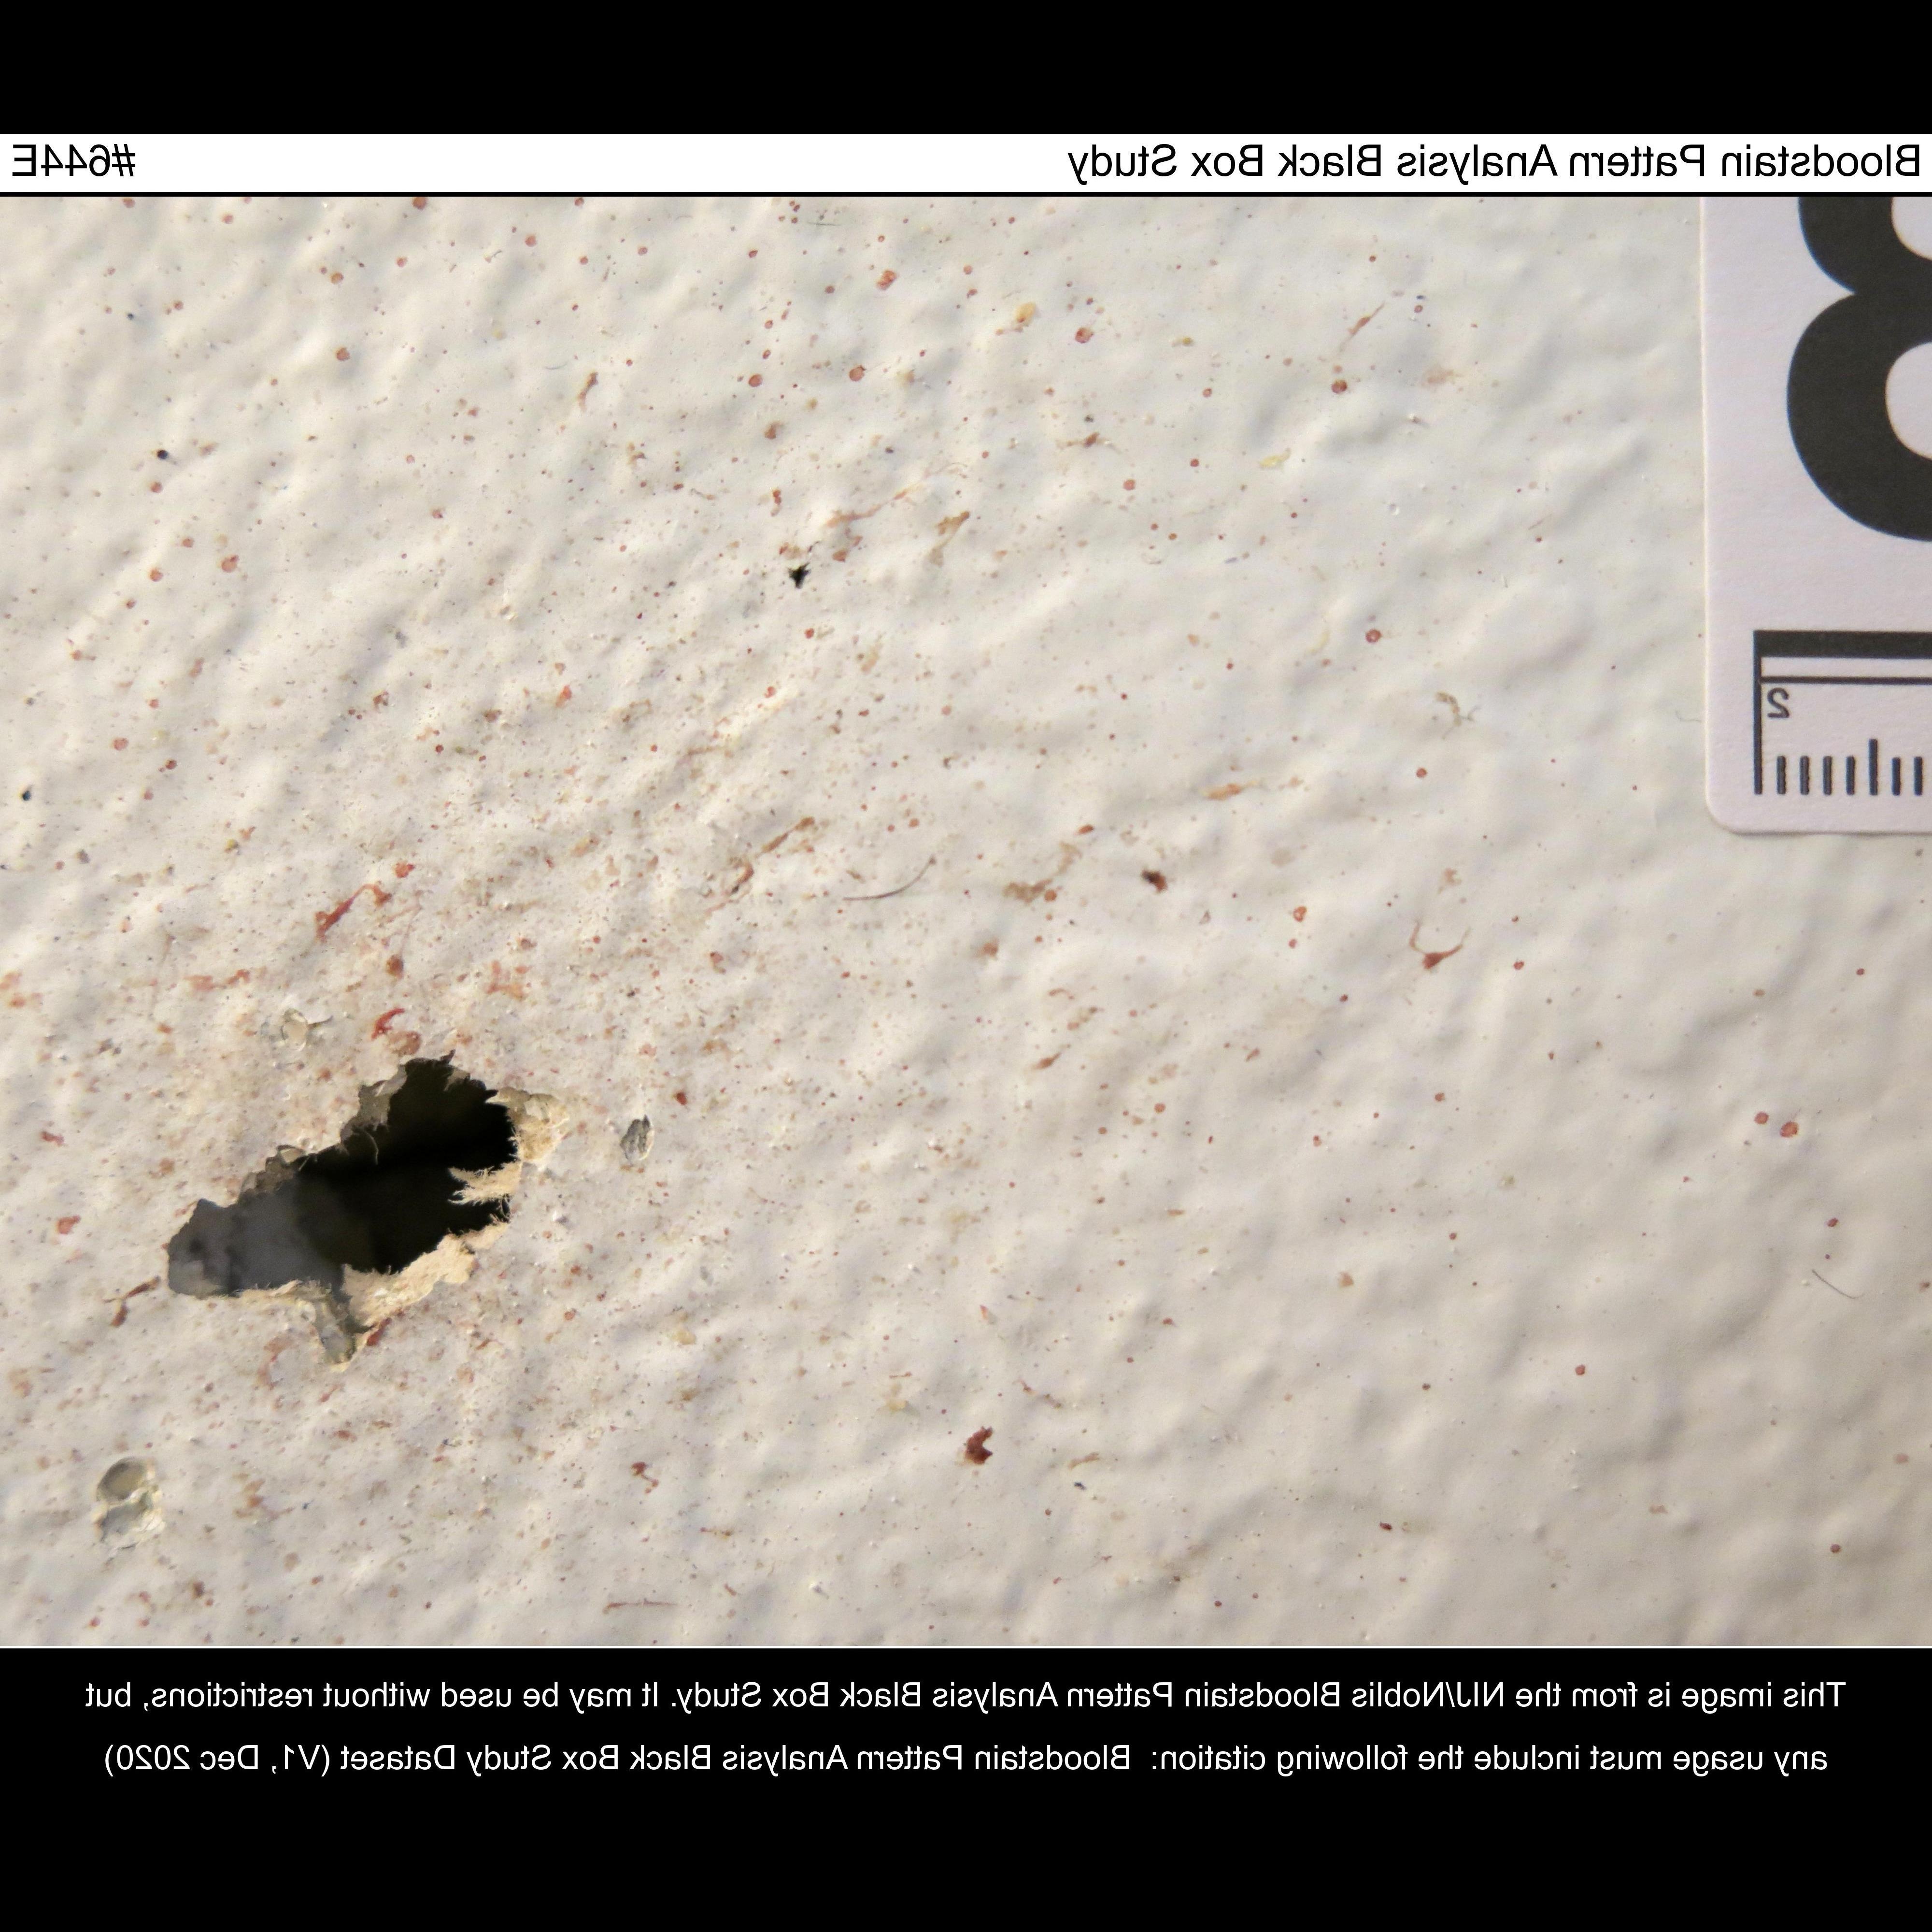 Bloodstain Pattern Analysis Black Box Study #644E
8
2
This image is from the NIJ/Noblis Bloodstain Pattern Analysis Black Box Study. It may be used without restrictions, but
any usage must include the following citation: Bloodstain Pattern Analysis Black Box Study Dataset (V1, Dec 2020)